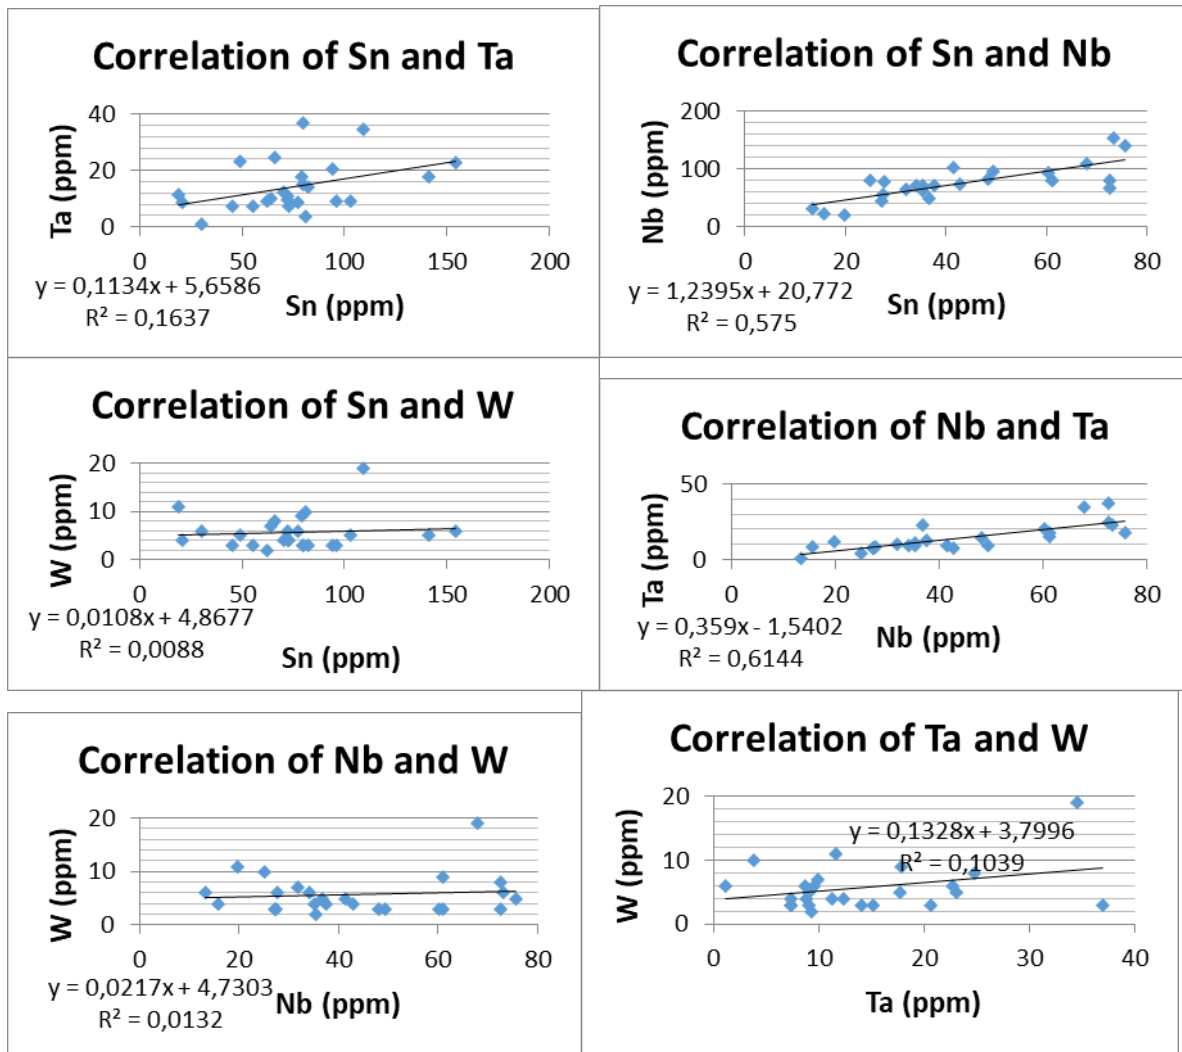 Correlation of Sn and Ta
40
20
0
Ta (ppm)
0 50 100 150 200
y = 0,1134x + 5,6586
R² = 0,1637
Sn (ppm)
Correlation of Sn and Nb
200
100
0
Nb (ppm)
0 20 40 60 80
y = 1,2395x + 20,772
R² = 0,575
Sn (ppm)
Correlation of Sn and W
20
10
0
W (ppm)
0 50 100 150 200
y = 0,0108x + 4,8677
R² = 0,0088
Sn (ppm)
Correlation of Nb and Ta
50
0
Ta (ppm)
0 20 40 60 80
y = 0,359x - 1,5402
R² = 0,6144
Nb (ppm)
Correlation of Nb and W
20
10
0
W (ppm)
0 20 40 60 80
y = 0,0217x + 4,7303
R² = 0,0132
Nb (ppm)
Correlation of Ta and W
20
10
0
W (ppm)
y = 0,1328x + 3,7996
R² = 0,1039
0 10 20 30 40
Ta (ppm)